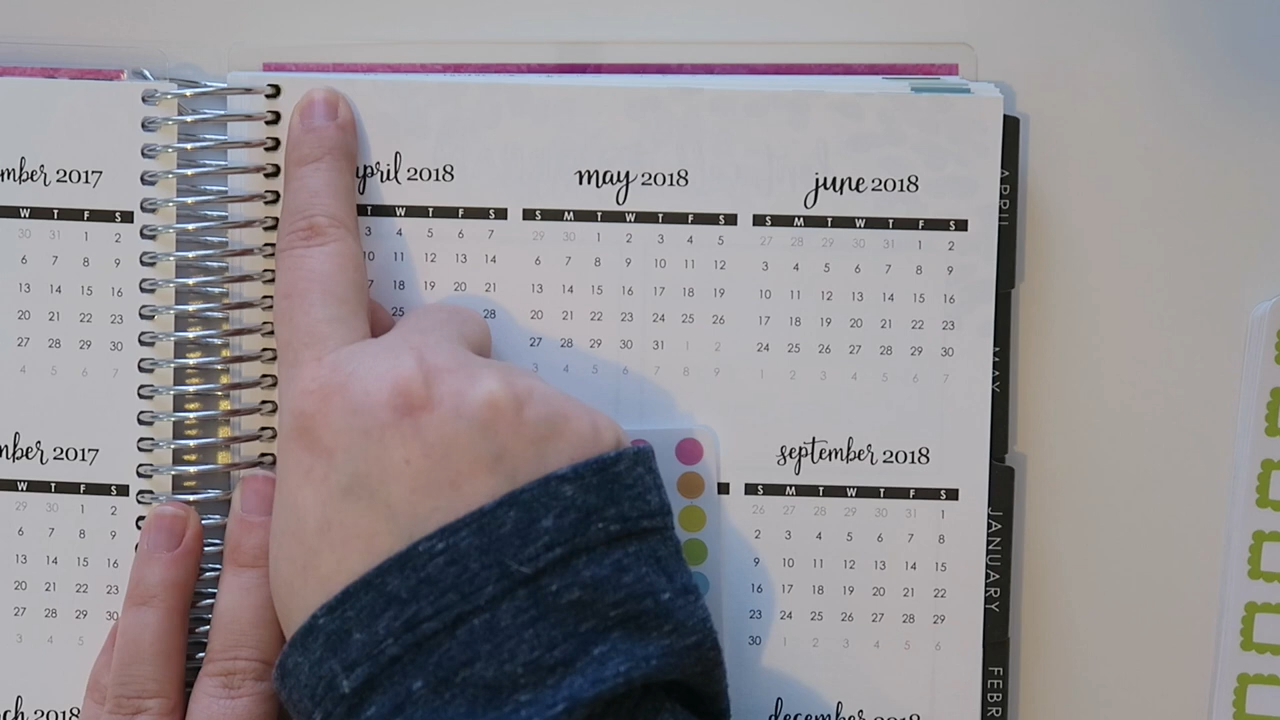 mber 2017
W T F S
30 31 1 2
6 7 8 9
13 14 15 16
20 21 22 23
27 28 29 30
4 5 6 7
mber 2017
W T F S
29 30 1 2
6 7 8 9
13 14 15 16
20 21 22 23
27 28 29 30
3 4 5
ch 2018
april 2018
T W T F S
3 4 5 6 7
10 11 12 13 14
18 19 20 21
25 28
may 2018
S M T W T F S
29 30 1 2 3 4 5
6 7 8 9 10 11 12
13 14 15 16 17 18 19
20 21 22 23 24 25 26
27 28 29 30 31 1 2
3 4 5 6 7 8 9
june 2018
S M T W T F S
27 28 29 30 31 1 2
3 4 5 6 7 8 9
10 11 12 13 14 15 16
17 18 19 20 21 22 23
24 25 26 27 28 29 30
1 2 3 4 5 6 7
september 2018
S M T W T F S
26 27 28 29 30 31 1
2 3 4 5 6 7 8
9 10 11 12 13 14 15
16 17 18 19 20 21 22
23 24 25 26 27 28 29
30 1 2 3 4 5 6
december 2018
APRIL
MAY
JANUARY
FEBR